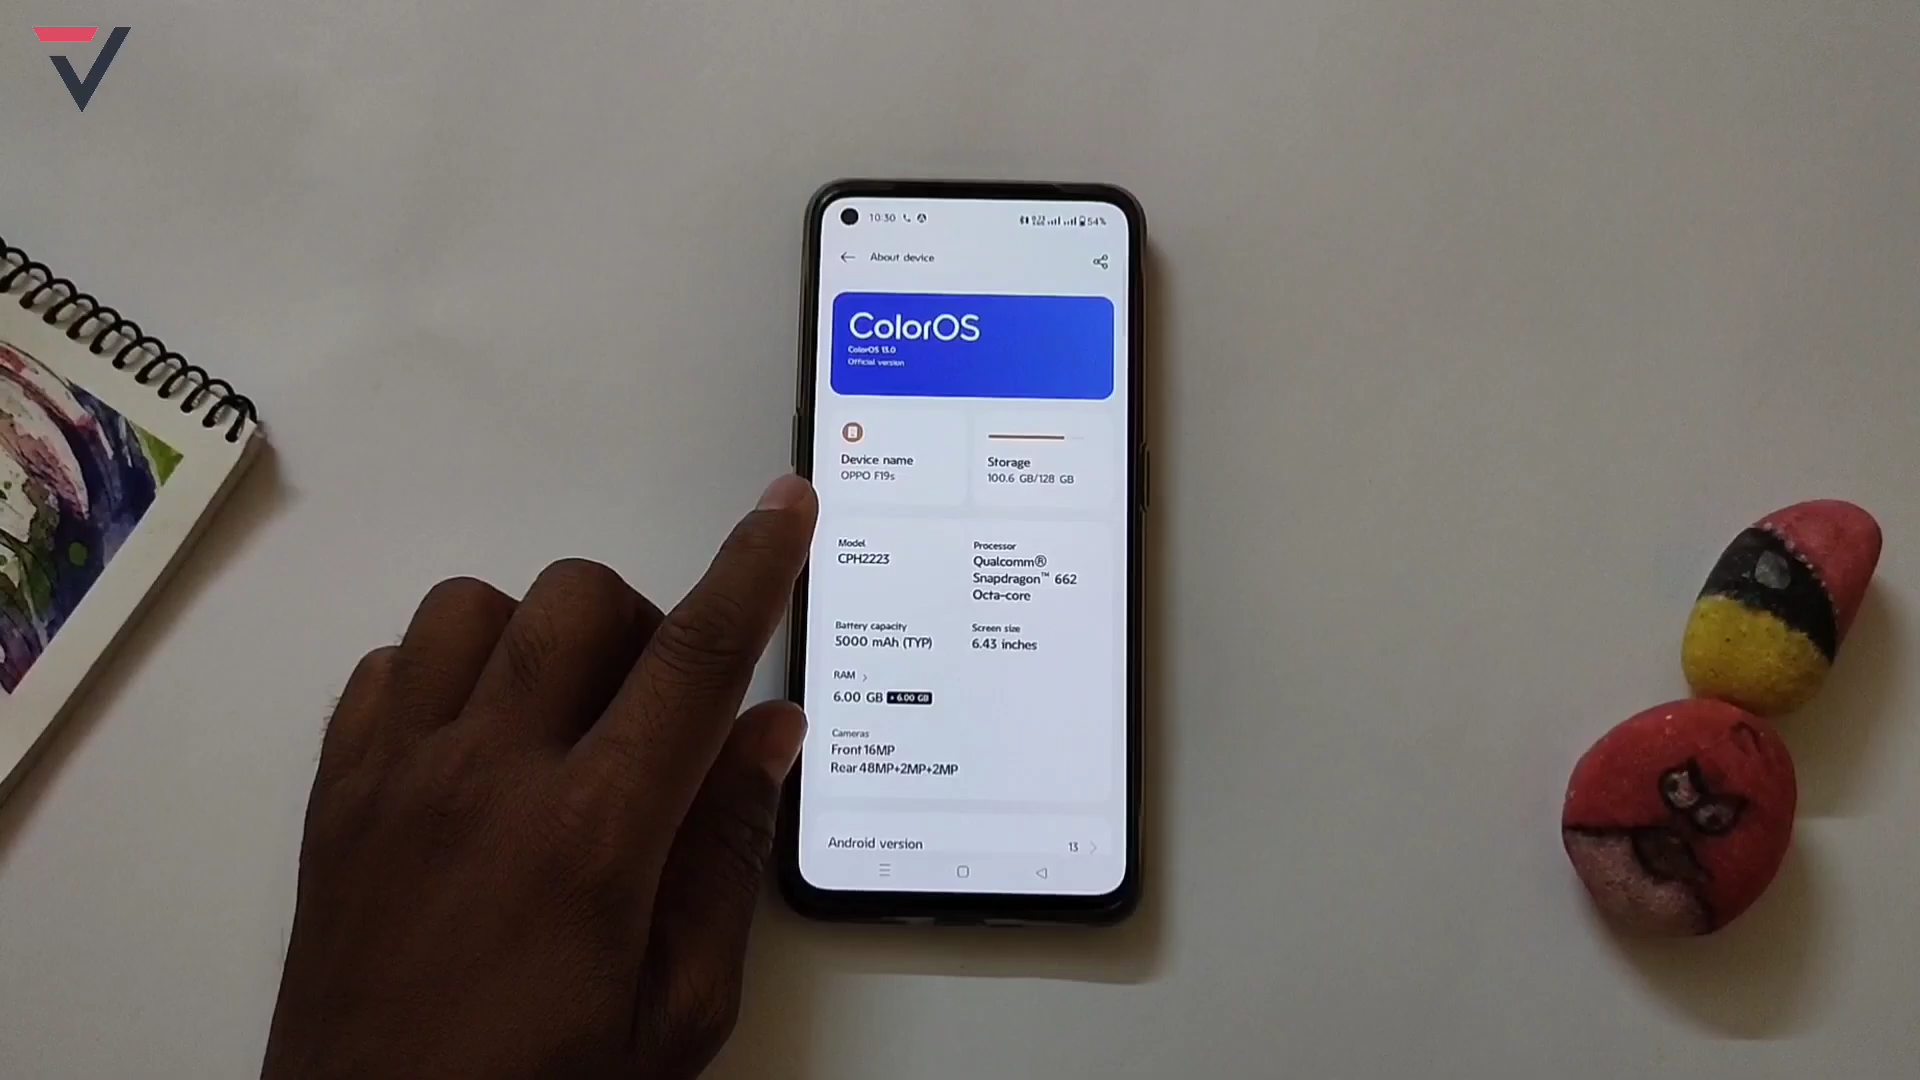 10:30
54%
About device
ColorOS
ColorOS 13.0
Official version
Device name
OPPO F19s
Storage
100.6 GB/128 GB
Model
CPH2223
Processor
Qualcomm®
Snapdragon™ 662
Octa-core
Battery capacity
5000 mAh (TYP)
Screen size
6.43 inches
RAM >
6.00 GB + 6.00 GB
Cameras
Front 16MP
Rear 48MP+2MP+2MP
Android version
13 >